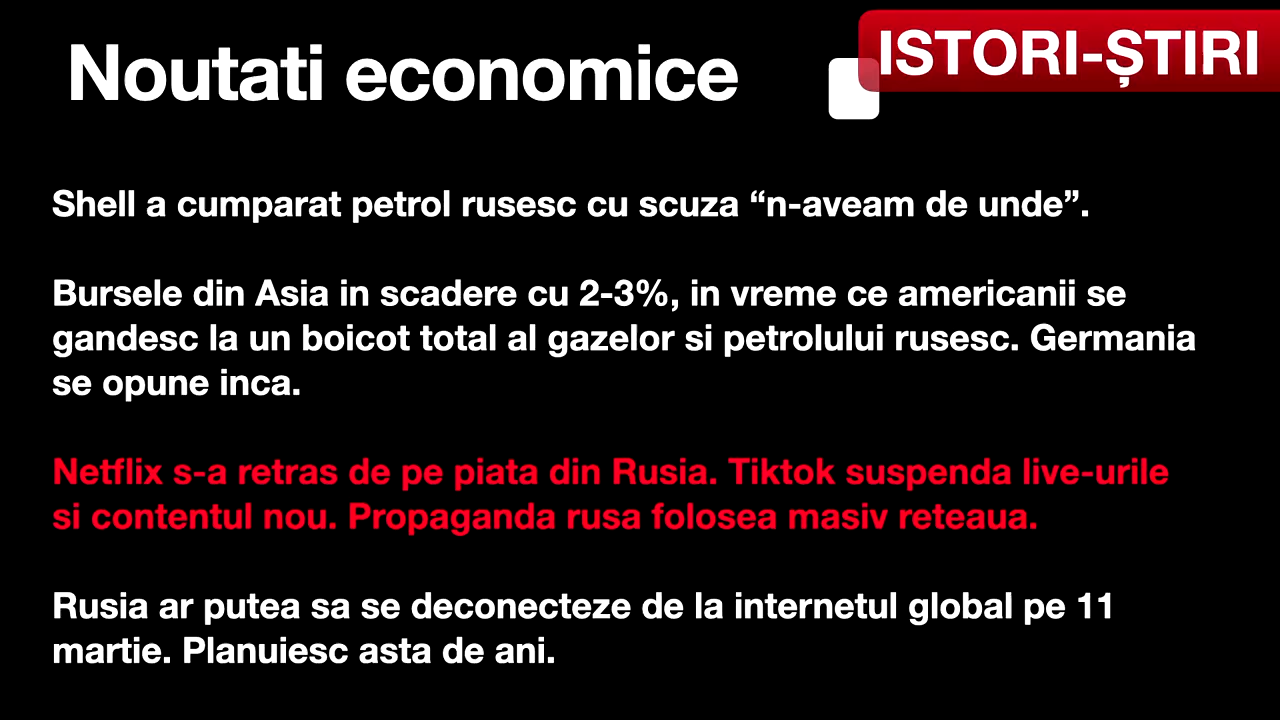 Noutati economice
ISTORI-ȘTIRI
Shell a cumparat petrol rusesc cu scuza “n-aveam de unde”.
Bursele din Asia in scadere cu 2-3%, in vreme ce americanii se
gandesc la un boicot total al gazelor si petrolului rusesc. Germania
se opune inca.
Netflix s-a retras de pe piata din Rusia. Tiktok suspenda live-urile
si contentul nou. Propaganda rusa folosea masiv reteaua.
Rusia ar putea sa se deconecteze de la internetul global pe 11
martie. Planuiesc asta de ani.